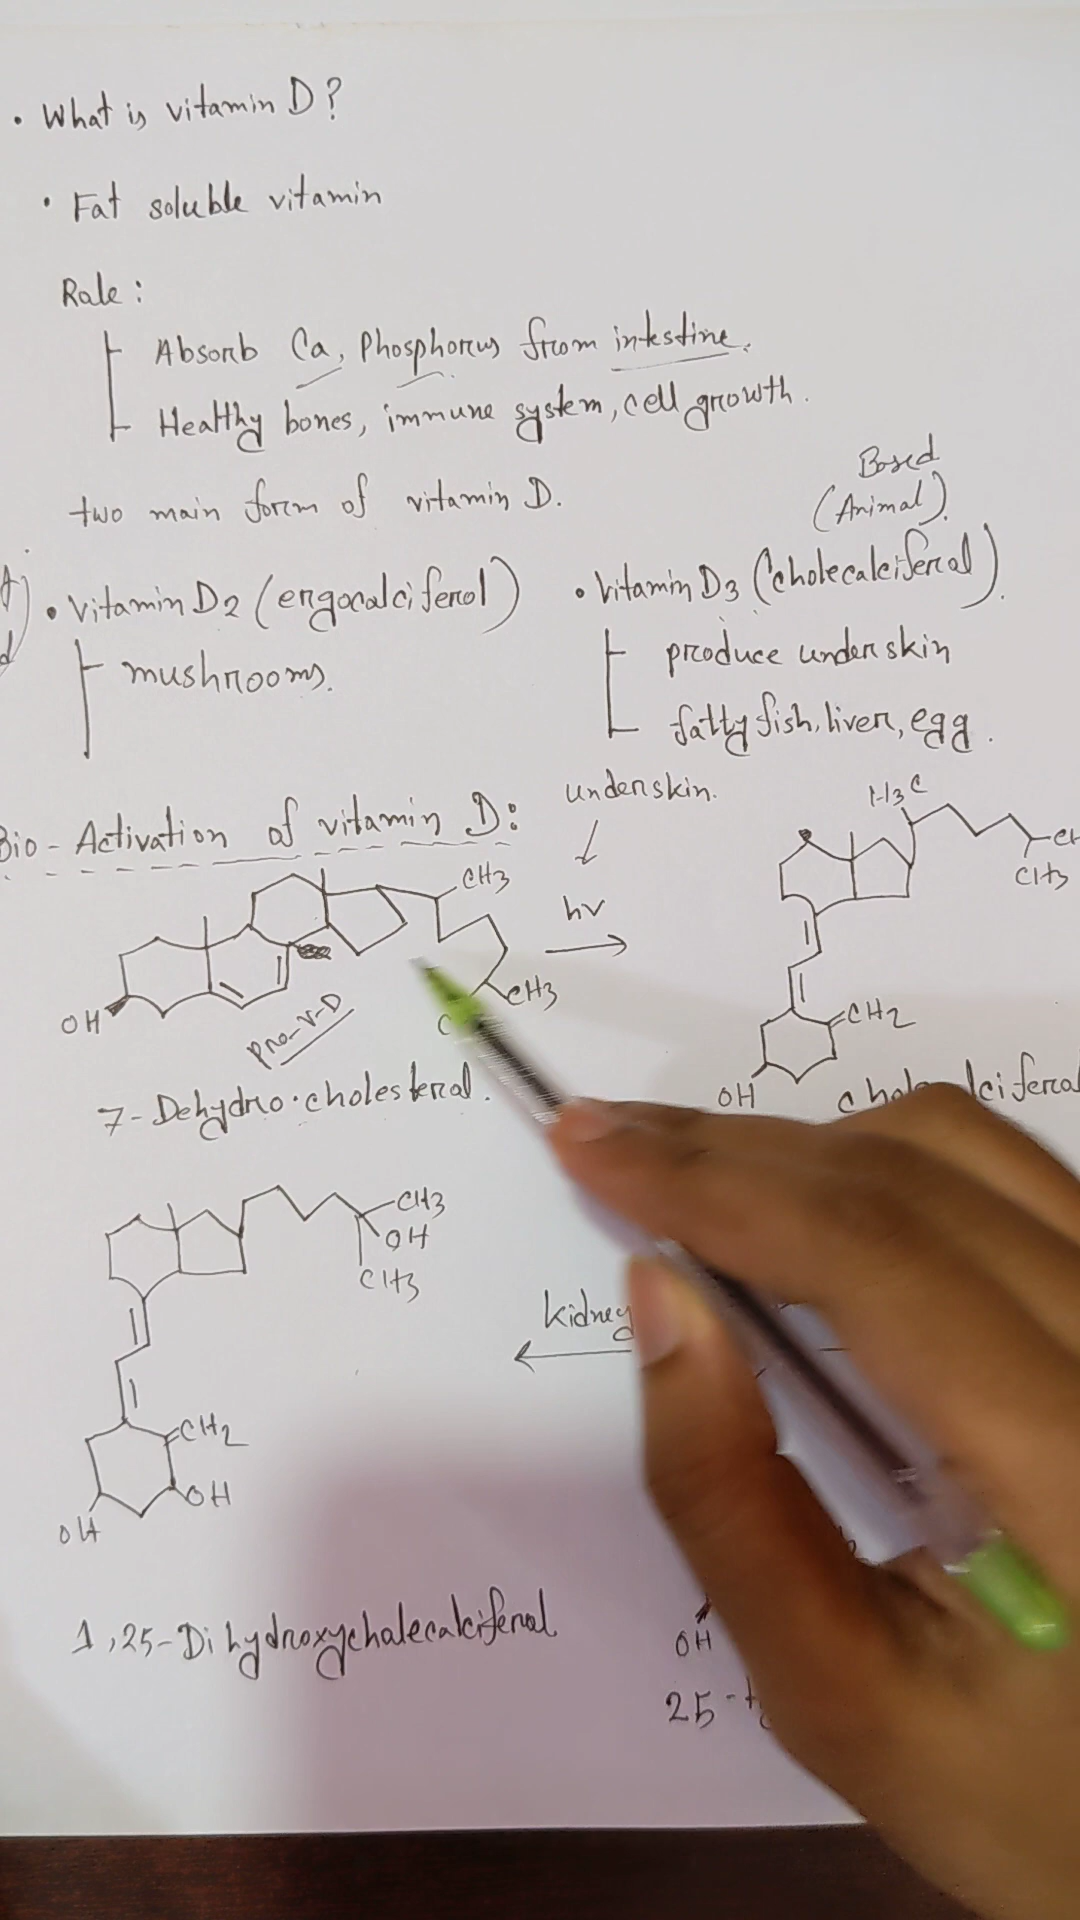 • What is vitamin D?
• Fat soluble vitamin
Role:
Absorb Ca, Phosphorus from intestine.
Healthy bones, immune system, cell growth.
two main form of vitamin D.
Based
(Animal)
• vitamin D2 (ergocalciferol)
• vitamin D3 (cholecalciferol).
mushrooms.
produce under skin
fatty fish, liver, egg.
Bio-Activation of vitamin D:
under skin.
hv
CH3
CH3
OH
Pro-V-D
7-Dehydro.cholesterol.
H3C
CH3
CH2
OH
CH3
OH
CH3
kidney
CH2
OH
OH
1,25-Dihydroxycholecalciferol
OH
25-